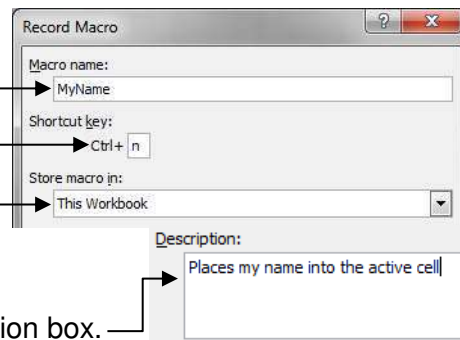 Record Macro
Macro name:
MyName
Shortcut key:
Ctrl+ n
Store macro in:
This Workbook
Description:
Places my name into the active cell
ion box.